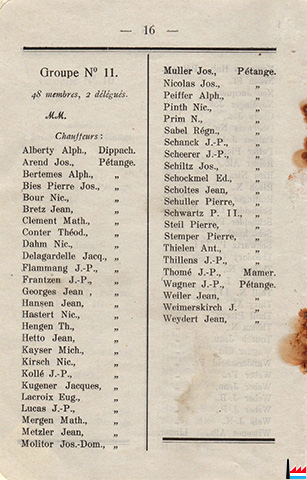 — 16 —
Groupe Nº 11.
48 membres, 2 délégués.
MM.
Chauffeurs :
Alberty Alph., Dippach.
Arend Jos., Pétange.
Bertemes Alph., „
Bies Pierre Jos., „
Bour Nic., „
Bretz Jean, „
Clement Math., „
Conter Théod., „
Dahm Nic., „
Delagardelle Jacq., „
Flammang J.-P., „
Frantzen J.-P., „
Georges Jean , „
Hansen Jean, „
Hastert Nic., „
Hengen Th., „
Hetto Jean, „
Kayser Mich., „
Kirsch Nic., „
Kollé J.-P., „
Kugener Jacques, „
Lacroix Eug., „
Lucas J.-P., „
Mergen Math., „
Metzler Jean, „
Molitor Jos.-Dom., „
Muller Jos., Pétange.
Nicolas Jos., „
Peiffer Alph., „
Pinth Nic., „
Prim N., „
Sabel Régn., „
Schanck J.-P., „
Scheerer J.-P., „
Schiltz Jos., „
Schockmel Ed., „
Scholtes Jean, „
Schuller Pierre, „
Schwartz P. II., „
Steil Pierre, „
Stemper Pierre, „
Thielen Ant., „
Thillens J.-P., „
Thomé J.-P., Mamer.
Wagner J.-P., Pétange.
Weiler Jean, „
Weimerskirch J. „
Weydert Jean, „